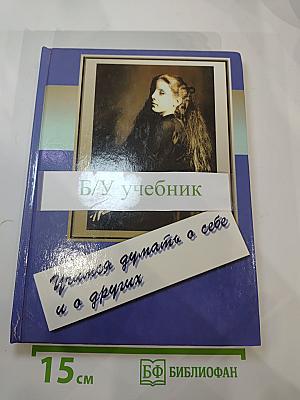 Б/У учебник
Учимся думать о себе
и о других
15 см
БФ БИБЛИОФАН